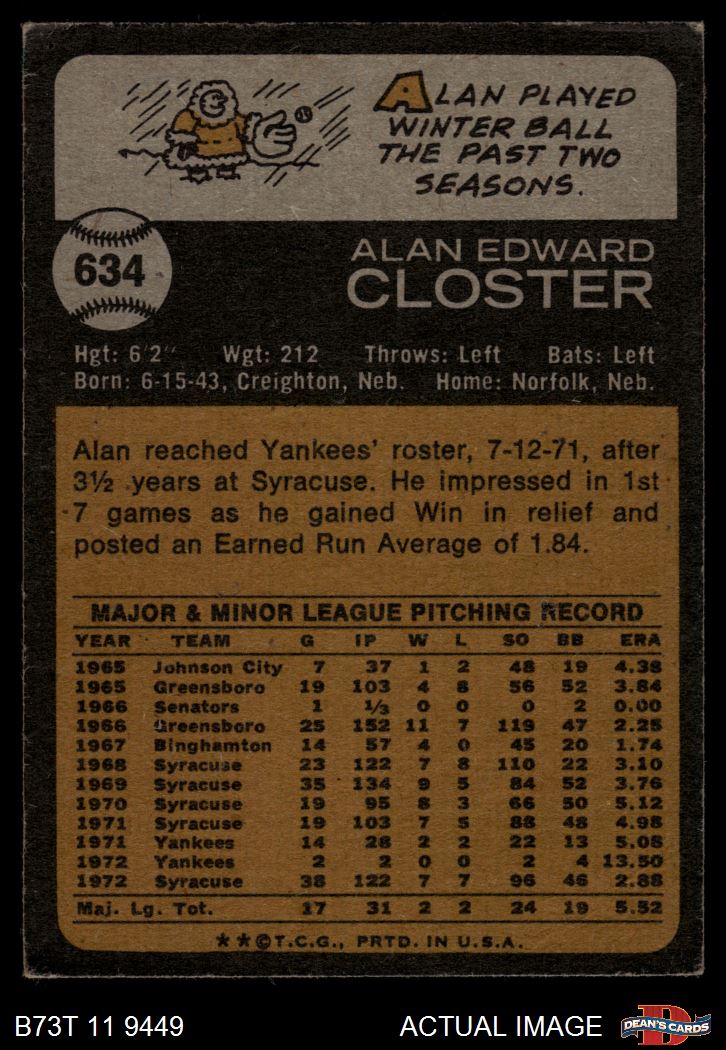 ALAN PLAYED
WINTER BALL
THE PAST TWO
SEASONS.
634
ALAN EDWARD
CLOSTER
Hgt: 6'2" Wgt: 212 Throws: Left Bats: Left
Born: 6-15-43, Creighton, Neb. Home: Norfolk, Neb.
Alan reached Yankees' roster, 7-12-71, after
3½ years at Syracuse. He impressed in 1st
7 games as he gained Win in relief and
posted an Earned Run Average of 1.84.
MAJOR & MINOR LEAGUE PITCHING RECORD
YEAR TEAM G IP W L SO BB ERA
1965 Johnson City 7 37 1 2 48 19 4.38
1965 Greensboro 19 103 4 8 56 52 3.84
1966 Senators 1 1/3 0 0 0 2 0.00
1966 Greensboro 25 152 11 7 119 47 2.25
1967 Binghamton 14 57 4 0 45 20 1.74
1968 Syracuse 23 122 7 8 110 22 3.10
1969 Syracuse 35 134 9 5 84 52 3.76
1970 Syracuse 19 95 8 3 66 50 5.12
1971 Syracuse 19 103 7 5 88 48 4.98
1971 Yankees 14 28 2 2 22 13 5.08
1972 Yankees 2 2 0 0 2 4 13.50
1972 Syracuse 38 122 7 7 96 46 2.88
Maj. Lg. Tot. 17 31 2 2 24 19 5.52
**©T.C.G., PRTD. IN U.S.A.
B73T 11 9449 ACTUAL IMAGE D DEAN'S CARDS